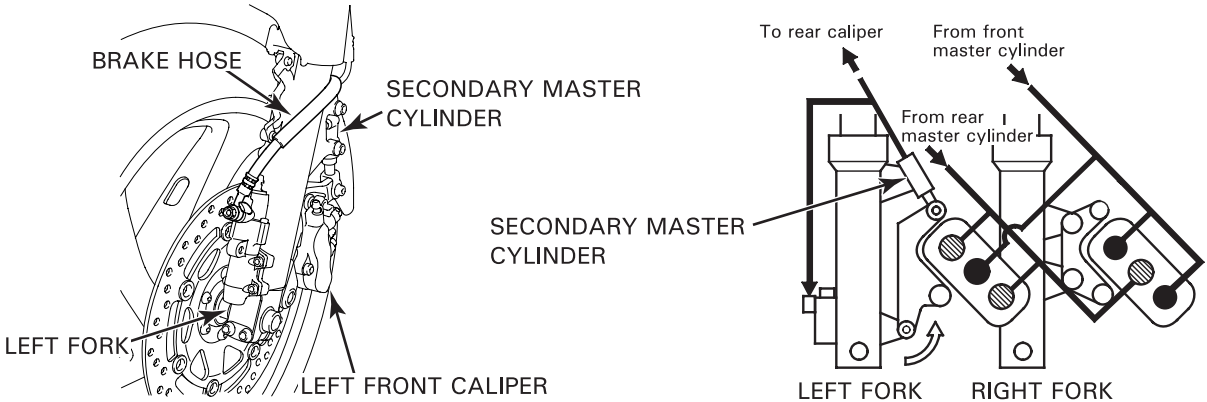 BRAKE HOSE
SECONDARY MASTER
CYLINDER
LEFT FORK
LEFT FRONT CALIPER
To rear caliper
From front
master cylinder
From rear
master cylinder
SECONDARY MASTER
CYLINDER
LEFT FORK
RIGHT FORK